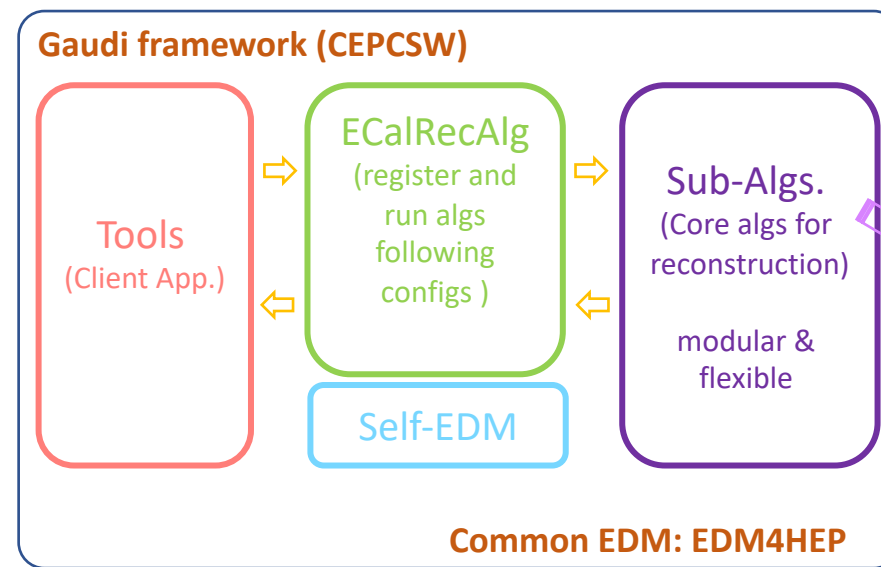 Gaudi framework (CEPCSW)
Tools
(Client App.)
ECalRecAlg
(register and
run algs
following
configs )
Self-EDM
Sub-Algs.
(Core algs for
reconstruction)
modular &
flexible
Common EDM: EDM4HEP